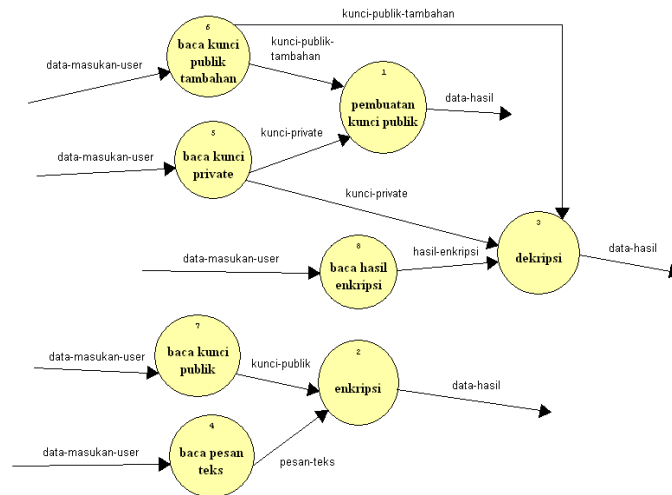 kunci-publik-tambahan
6
baca kunci
publik
tambahan
data-masukan-user
kunci-publik-
tambahan
1
pembuatan
kunci publik
data-hasil
5
baca kunci
private
data-masukan-user
kunci-private
kunci-private
3
dekripsi
data-hasil
8
baca hasil
enkripsi
data-masukan-user
hasil-enkripsi
7
baca kunci
publik
data-masukan-user
kunci-publik
2
enkripsi
data-hasil
4
baca pesan
teks
data-masukan-user
pesan-teks